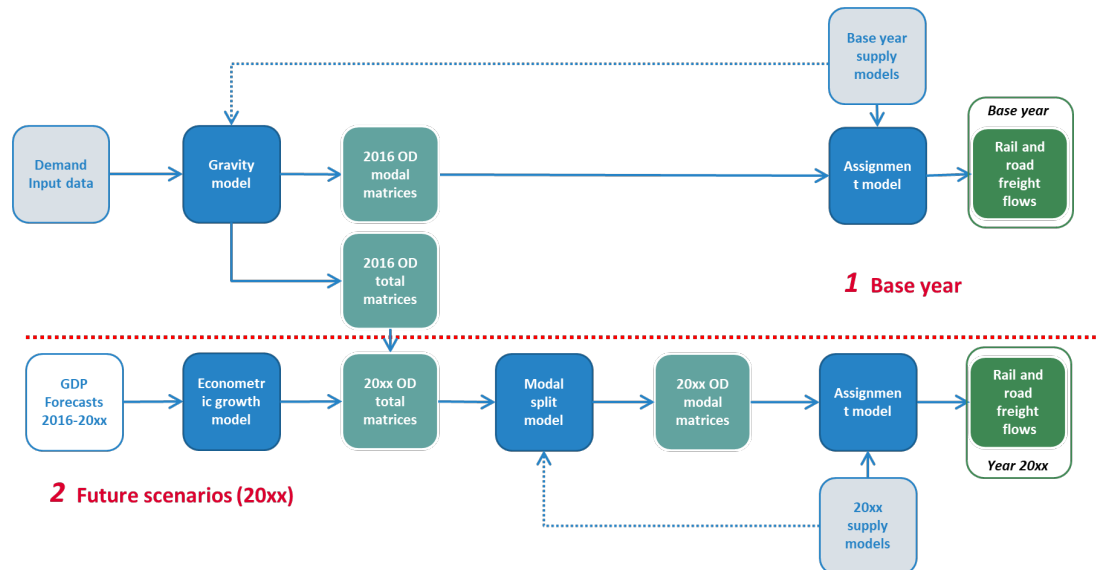 Base year
supply
models
Demand
Input data
Gravity
model
2016 OD
modal
matrices
Assignmen
t model
Base year
Rail and
road
freight
flows
2016 OD
total
matrices
1 Base year
GDP
Forecasts
2016-20xx
Econometr
ic growth
model
20xx OD
total
matrices
Modal
split
model
20xx OD
modal
matrices
Assignmen
t model
Rail and
road
freight
flows
Year 20xx
2 Future scenarios (20xx)
20xx
supply
models